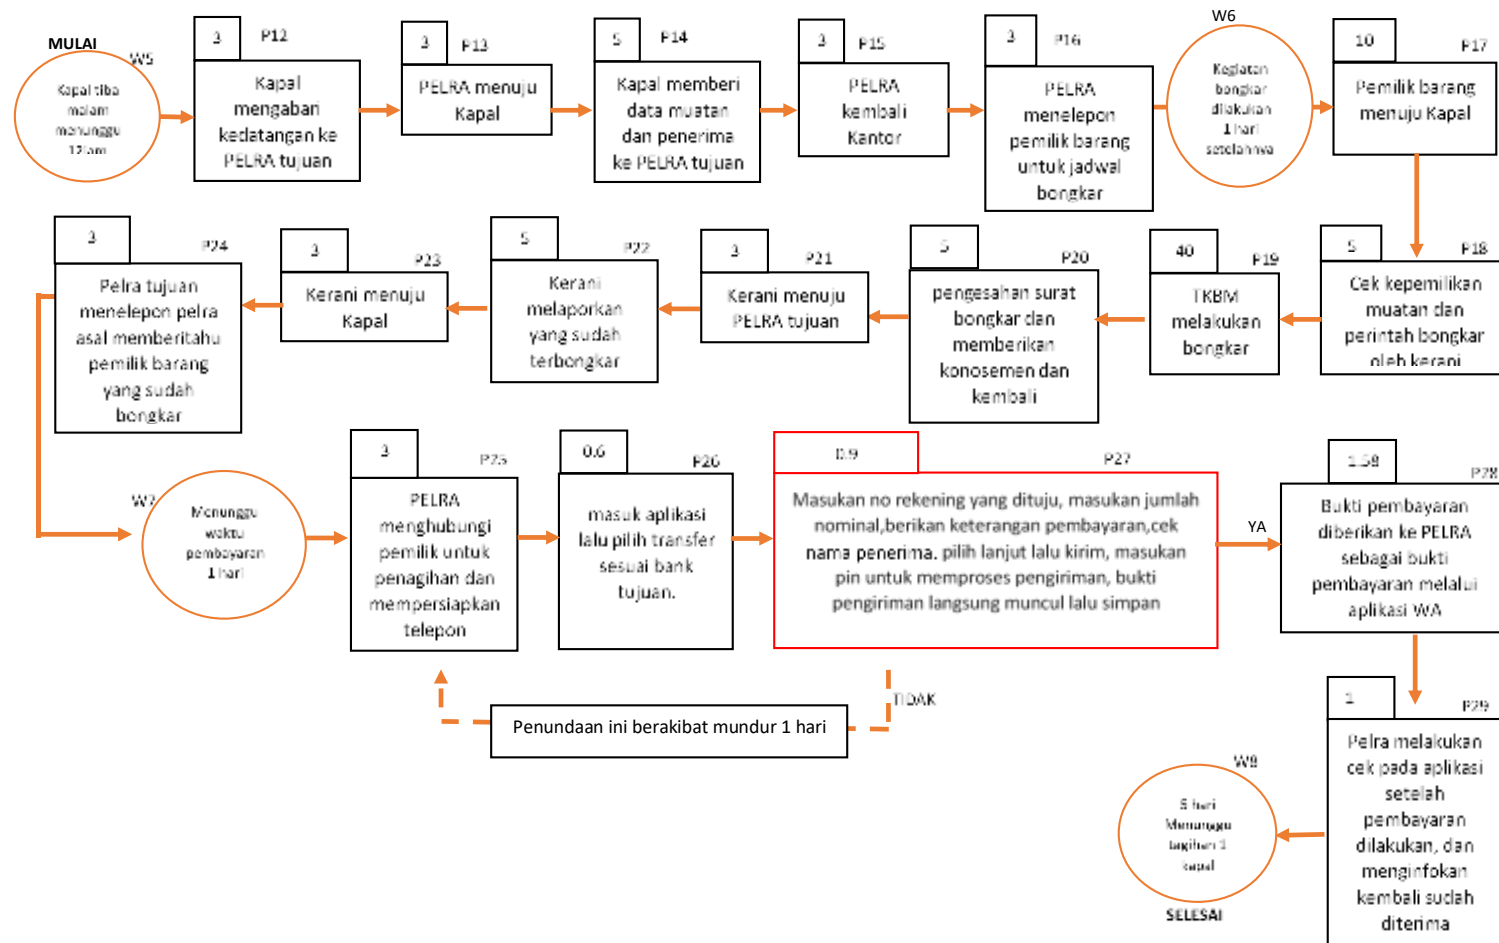 MULAI
W5
Kapal tiba
malam
menunggu
12jam
3
P12
Kapal
mengabari
kedatangan ke
PELRA tujuan
3
P13
PELRA menuju
Kapal
5
P14
Kapal memberi
data muatan
dan penerima
ke PELRA tujuan
3
P15
PELRA
kembali
Kantor
3
P16
PELRA
menelepon
pemilik barang
untuk jadwal
bongkar
W6
Kegiatan
bongkar
dilakukan
1 hari
setelahnya
10
P17
Pemilik barang
menuju Kapal
5
P18
Cek kepemilikan
muatan dan
perintah bongkar
oleh kerani
40
P19
TKBM
melakukan
bongkar
5
P20
pengesahan surat
bongkar dan
memberikan
konosemen dan
kembali
3
P21
Kerani menuju
PELRA tujuan
5
P22
Kerani
melaporkan
yang sudah
terbongkar
3
P23
Kerani menuju
Kapal
3
P24
Pelra tujuan
menelepon pelra
asal memberitahu
pemilik barang
yang sudah
bongkar
W7
Menunggu
waktu
pembayaran
1 hari
3
P25
PELRA
menghubungi
pemilik untuk
penagihan dan
mempersiapkan
telepon
0.6
P26
masuk aplikasi
lalu pilih transfer
sesuai bank
tujuan.
0.9
P27
Masukan no rekening yang dituju, masukan jumlah
nominal,berikan keterangan pembayaran,cek
nama penerima. pilih lanjut lalu kirim, masukan
pin untuk memproses pengiriman, bukti
pengiriman langsung muncul lalu simpan
YA
1.58
P28
Bukti pembayaran
diberikan ke PELRA
sebagai bukti
pembayaran melalui
aplikasi WA
TIDAK
Penundaan ini berakibat mundur 1 hari
1
P29
Pelra melakukan
cek pada aplikasi
setelah
pembayaran
dilakukan, dan
menginfokan
kembali sudah
diterima
W8
5 hari
Menunggu
tagihan 1
kapal
SELESAI